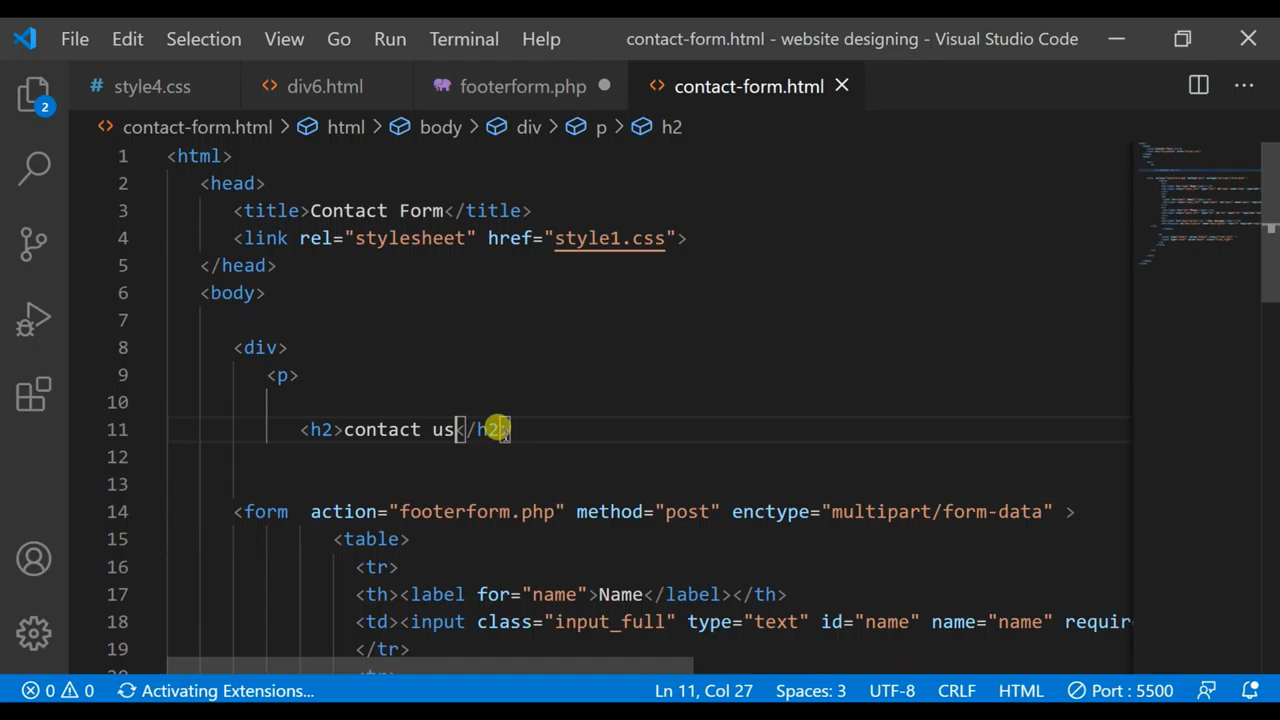 File Edit Selection View Go Run Terminal Help contact-form.html - website designing - Visual Studio Code
# style4.css <> div6.html footerform.php <> contact-form.html
2
<> contact-form.html > html > body > div > p > h2
1 <html>
2 <head>
3 <title>Contact Form</title>
4 <link rel="stylesheet" href="style1.css">
5 </head>
6 <body>
7
8 <div>
9 <p>
10
11 <h2>contact us</h2>
12
13
14 <form action="footerform.php" method="post" enctype="multipart/form-data" >
15 <table>
16 <tr>
17 <th><label for="name">Name</label></th>
18 <td><input class="input_full" type="text" id="name" name="name" requir
19 </tr>
0 0 Activating Extensions... Ln 11, Col 27 Spaces: 3 UTF-8 CRLF HTML Port : 5500